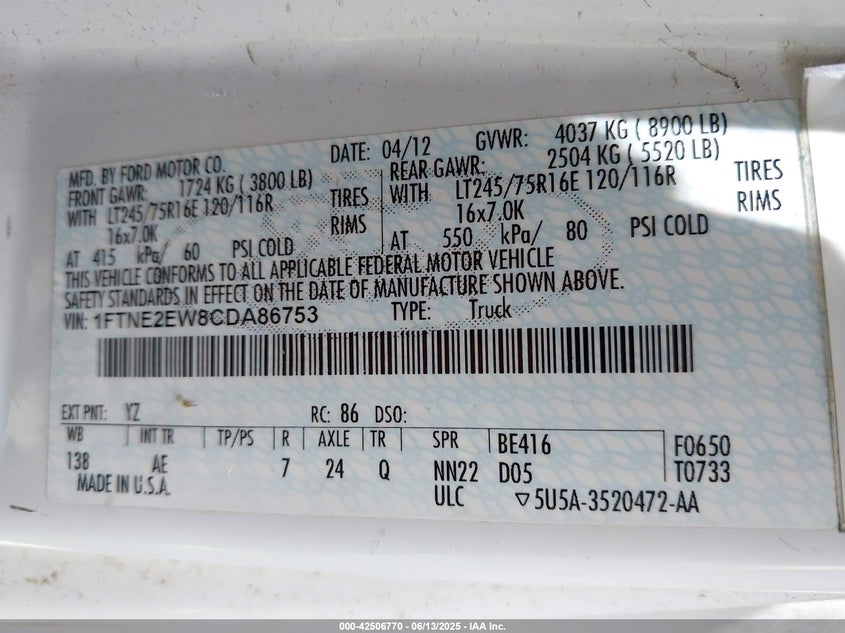 MFD. BY FORD MOTOR CO. DATE: 04/12 GVWR: 4037 KG ( 8900 LB)
FRONT GAWR: 1724 KG ( 3800 LB) REAR GAWR: 2504 KG ( 5520 LB)
WITH LT245/75R16E 120/116R TIRES WITH LT245/75R16E 120/116R TIRES
16x7.0K RIMS 16x7.0K RIMS
AT 415 kPa/ 60 PSI COLD AT 550 kPa/ 80 PSI COLD
THIS VEHICLE CONFORMS TO ALL APPLICABLE FEDERAL MOTOR VEHICLE
SAFETY STANDARDS IN EFFECT ON THE DATE OF MANUFACTURE SHOWN ABOVE.
VIN: 1FTNE2EW8CDA86753 TYPE: Truck
EXT PNT: YZ RC: 86 DSO:
WB INT TR TP/PS R AXLE TR SPR BE416 F0650
138 AE 7 24 Q NN22 D05 T0733
MADE IN U.S.A. ULC ▽5U5A-3520472-AA
000-42506770 - 06/13/2025 - IAA Inc.